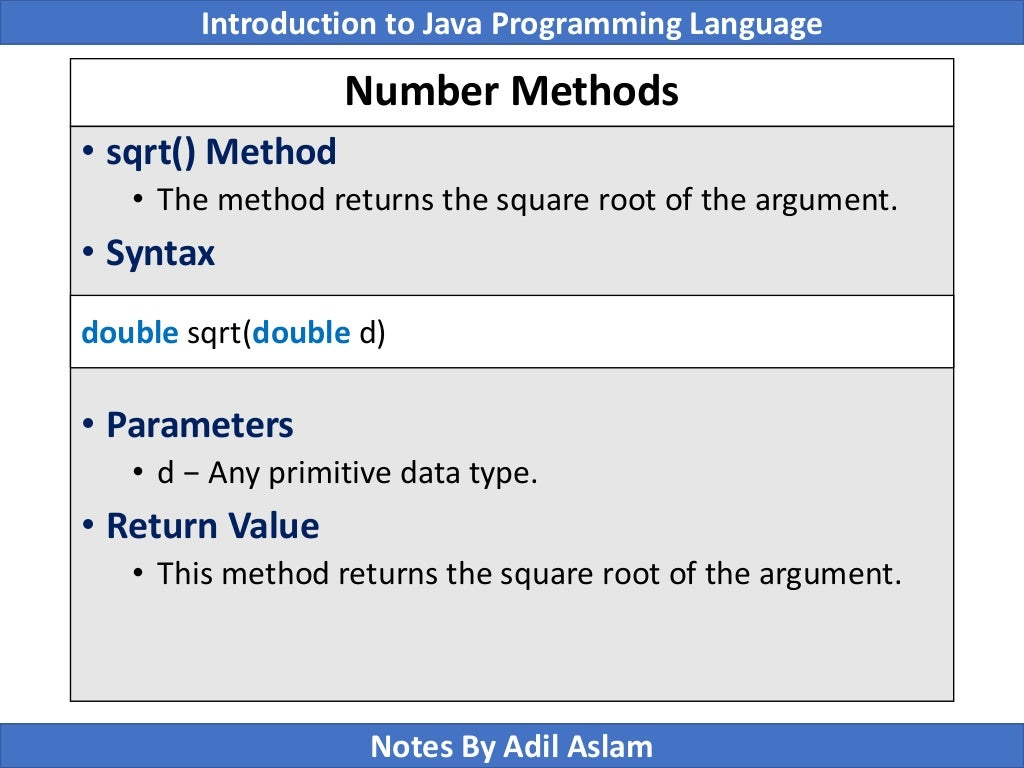 Introduction to Java Programming Language
Number Methods
• sqrt() Method
• The method returns the square root of the argument.
• Syntax
double sqrt(double d)
• Parameters
• d − Any primitive data type.
• Return Value
• This method returns the square root of the argument.
Notes By Adil Aslam